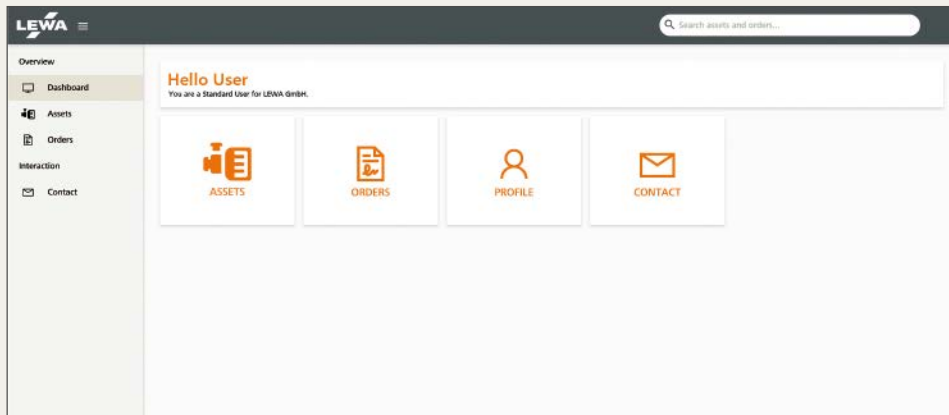 LEWA
Search assets and orders...
Overview
Dashboard
Assets
Orders
Interaction
Contact
Hello User
You are a Standard User for LEWA GmbH.
ASSETS
ORDERS
PROFILE
CONTACT